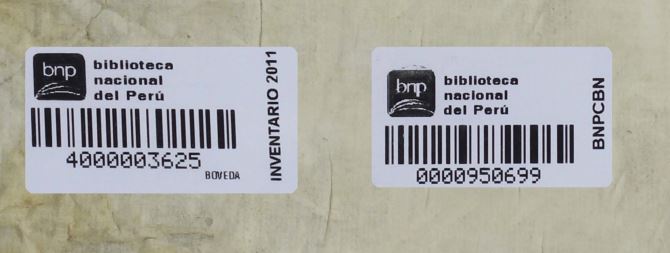 bnp
biblioteca
nacional
del Perú
4000003625
BOVEDA
INVENTARIO 2011
bnp
biblioteca
nacional
del Perú
0000950699
BNPCBN